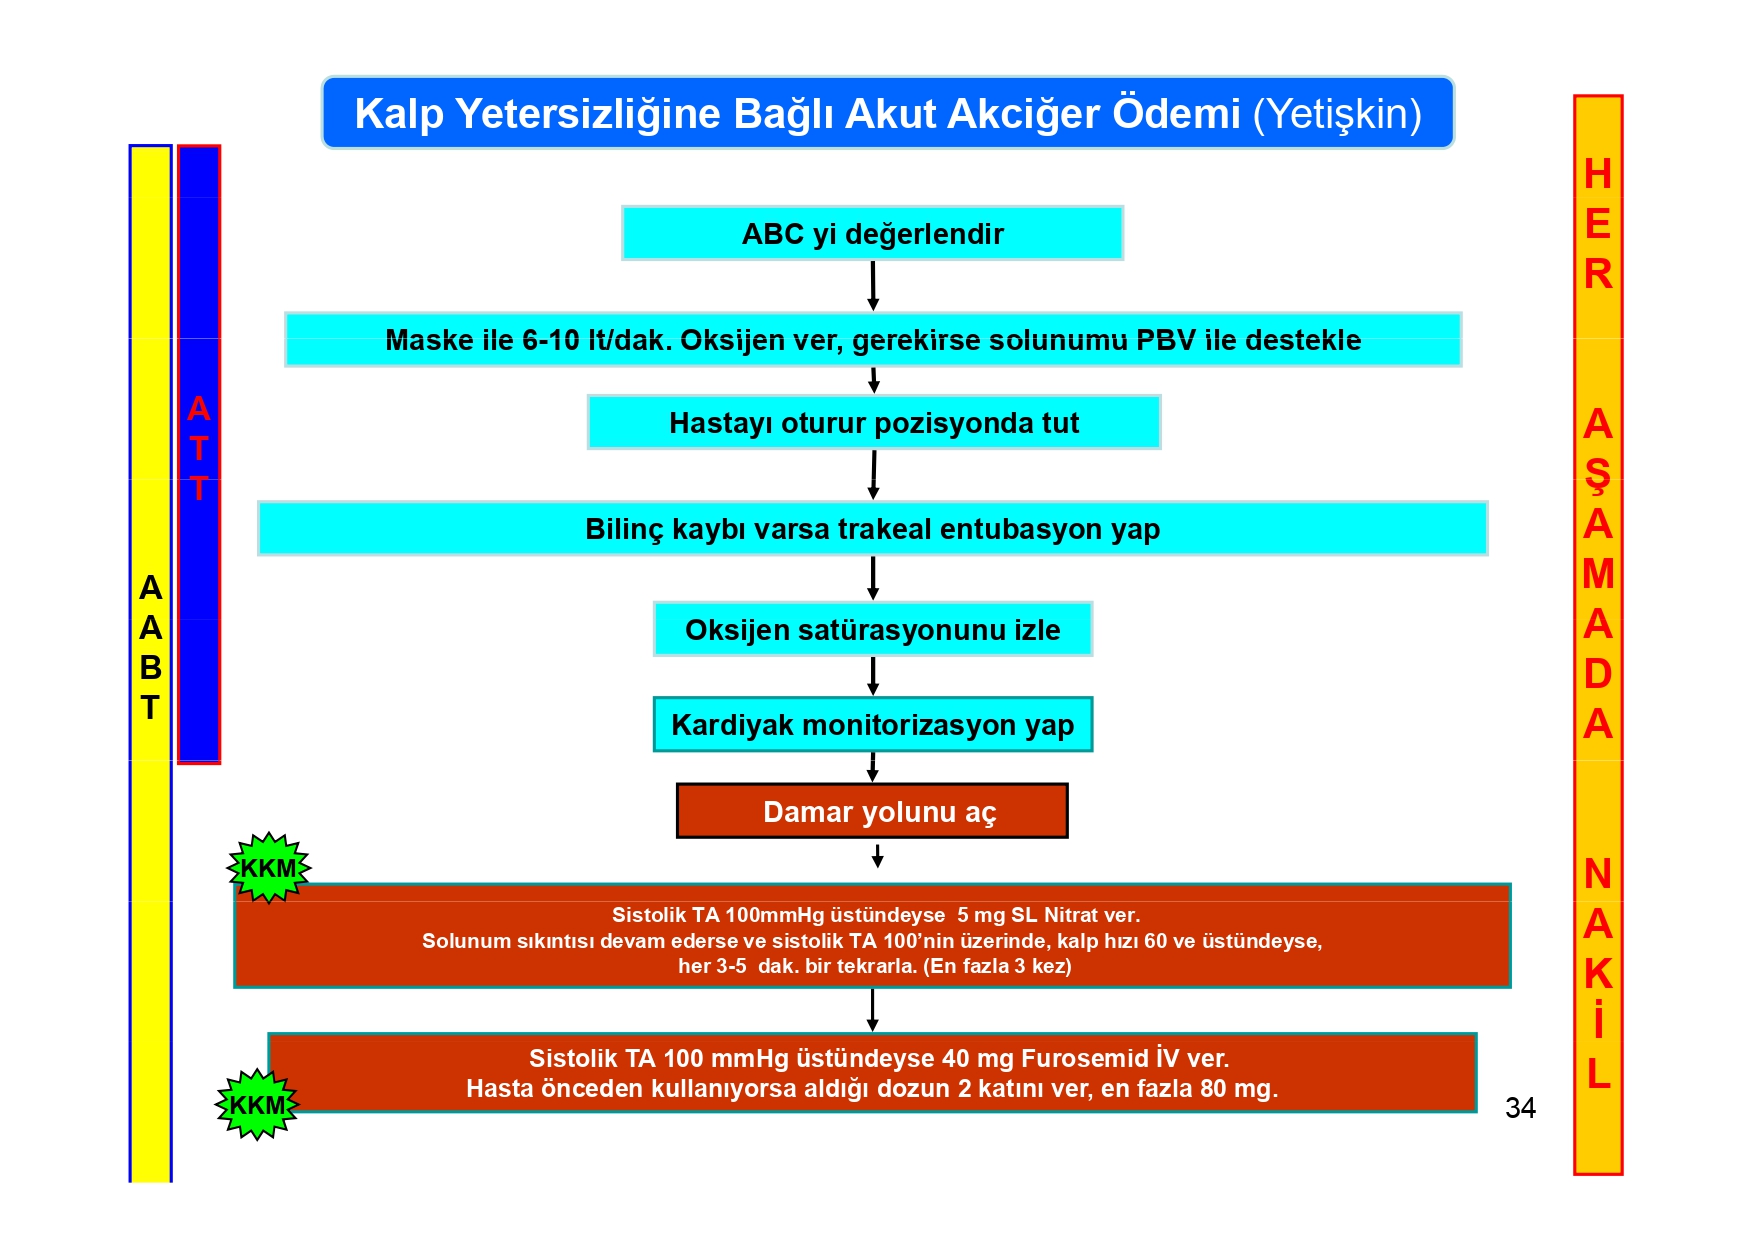 Kalp Yetersizliğine Bağlı Akut Akciğer Ödemi (Yetişkin)
ABC yi değerlendir
Maske ile 6-10 lt/dak. Oksijen ver, gerekirse solunumu PBV ile destekle
Hastayı oturur pozisyonda tut
Bilinç kaybı varsa trakeal entubasyon yap
Oksijen satürasyonunu izle
Kardiyak monitorizasyon yap
Damar yolunu aç
KKM
Sistolik TA 100mmHg üstündeyse  5 mg SL Nitrat ver.
Solunum sıkıntısı devam ederse ve sistolik TA 100’nin üzerinde, kalp hızı 60 ve üstündeyse,
her 3-5  dak. bir tekrarla. (En fazla 3 kez)
Sistolik TA 100 mmHg üstündeyse 40 mg Furosemid İV ver.
Hasta önceden kullanıyorsa aldığı dozun 2 katını ver, en fazla 80 mg.
KKM
34
AABT
ATT
HER AŞAMADA NAKİL